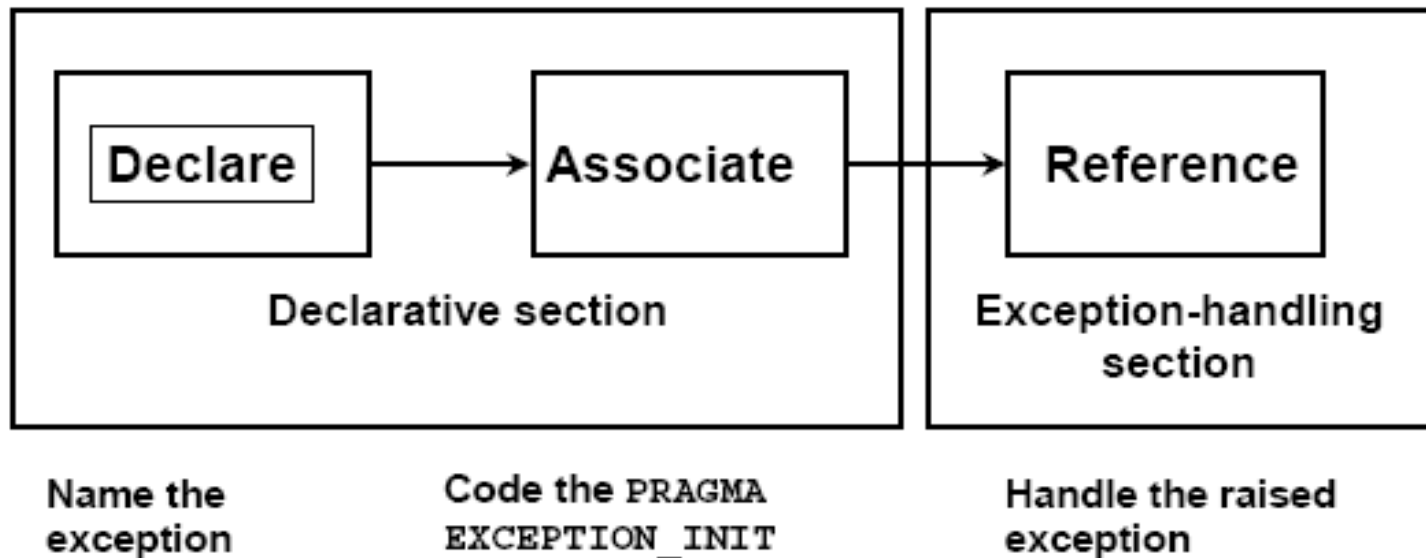 Declare
Associate
Reference
Declarative section
Exception-handling
section
Name the
exception
Code the PRAGMA
EXCEPTION_INIT
Handle the raised
exception